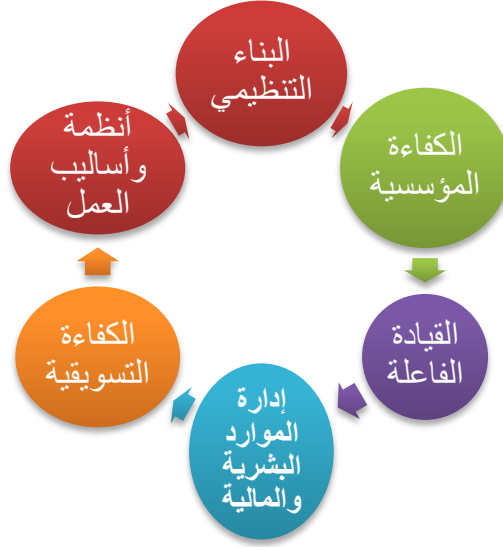 البناء
التنظيمي
الكفاءة
المؤسسية
القيادة
الفاعلة
إدارة
الموارد
البشرية
والمالية
الكفاءة
التسويقية
أنظمة
وأساليب
العمل